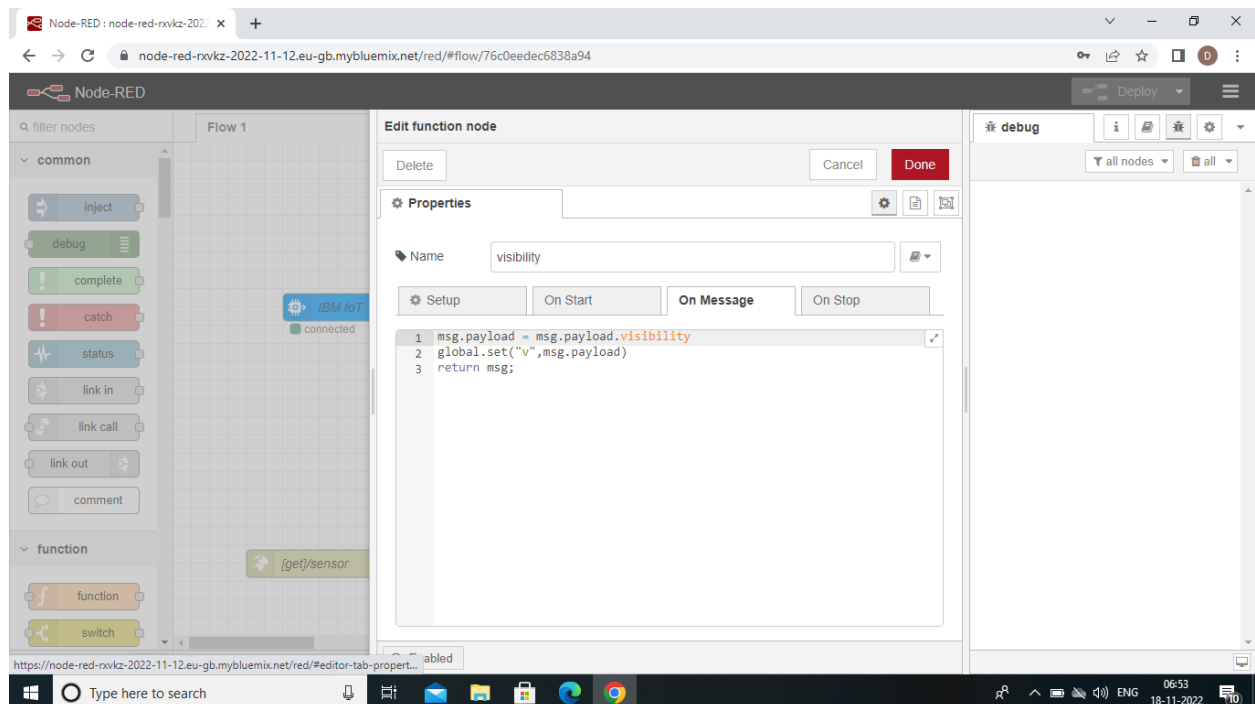 Node-RED : node-red-rxvkz-202
node-red-rxvkz-2022-11-12.eu-gb.mybluemix.net/red/#flow/76c0eedec6838a94
D
Node-RED
Deploy
filter nodes
Flow 1
Edit function node
debug
i
common
Delete
Cancel
Done
all nodes
all
inject
Properties
debug
Name
visibility
complete
Setup
On Start
On Message
On Stop
IBM IoT
catch
connected
1 msg.payload = msg.payload.visibility
2 global.set("v",msg.payload)
3 return msg;
status
link in
link call
link out
comment
function
[get]/sensor
f function
switch
abled
https://node-red-rxvkz-2022-11-12.eu-gb.mybluemix.net/red/#editor-tab-propert...
Type here to search
ENG
06:53
18-11-2022
10